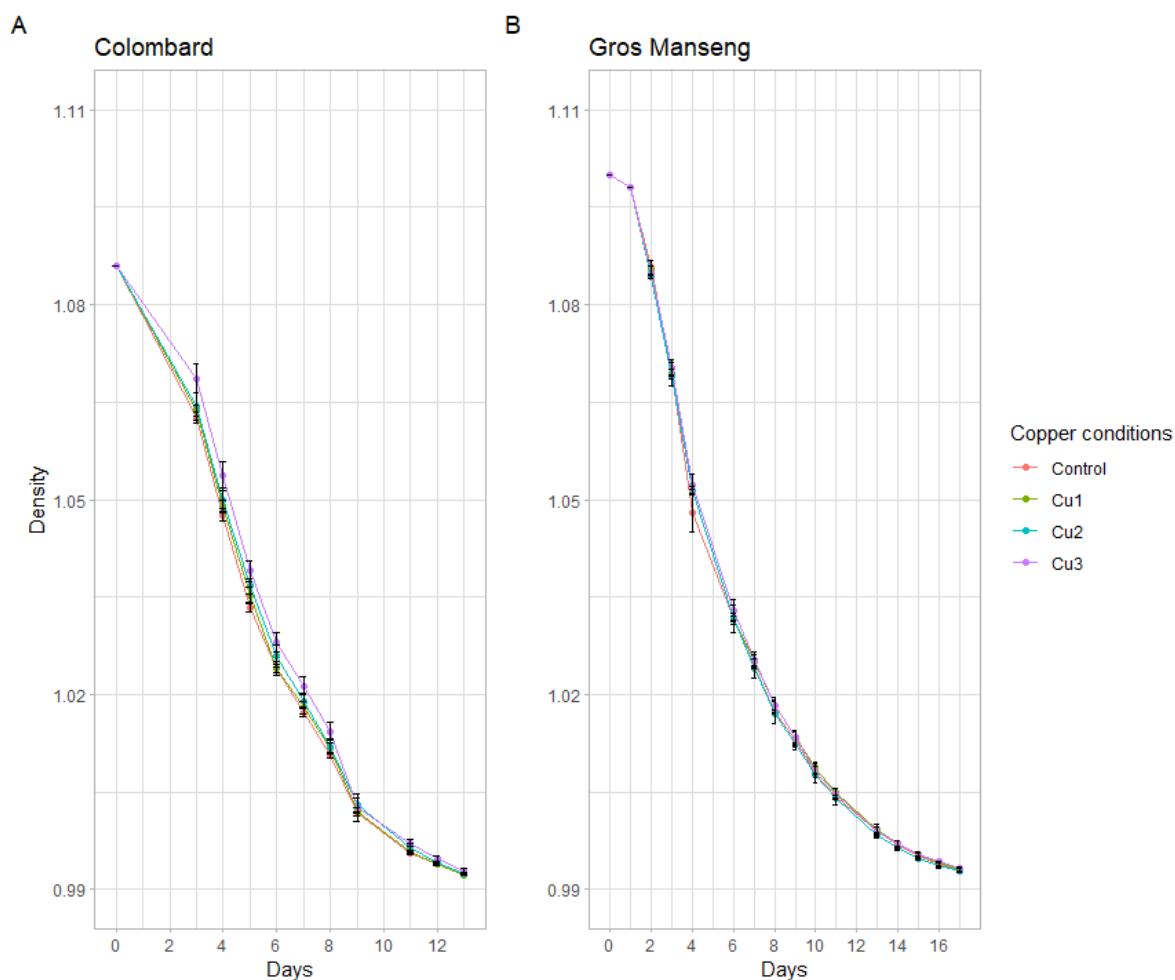 A
Colombard
1.11
1.08
1.05
1.02
0.99
Density
0 2 4 6 8 10 12
Days
B
Gros Manseng
1.11
1.08
1.05
1.02
0.99
0 2 4 6 8 10 12 14 16
Days
Copper conditions
Control
Cu1
Cu2
Cu3